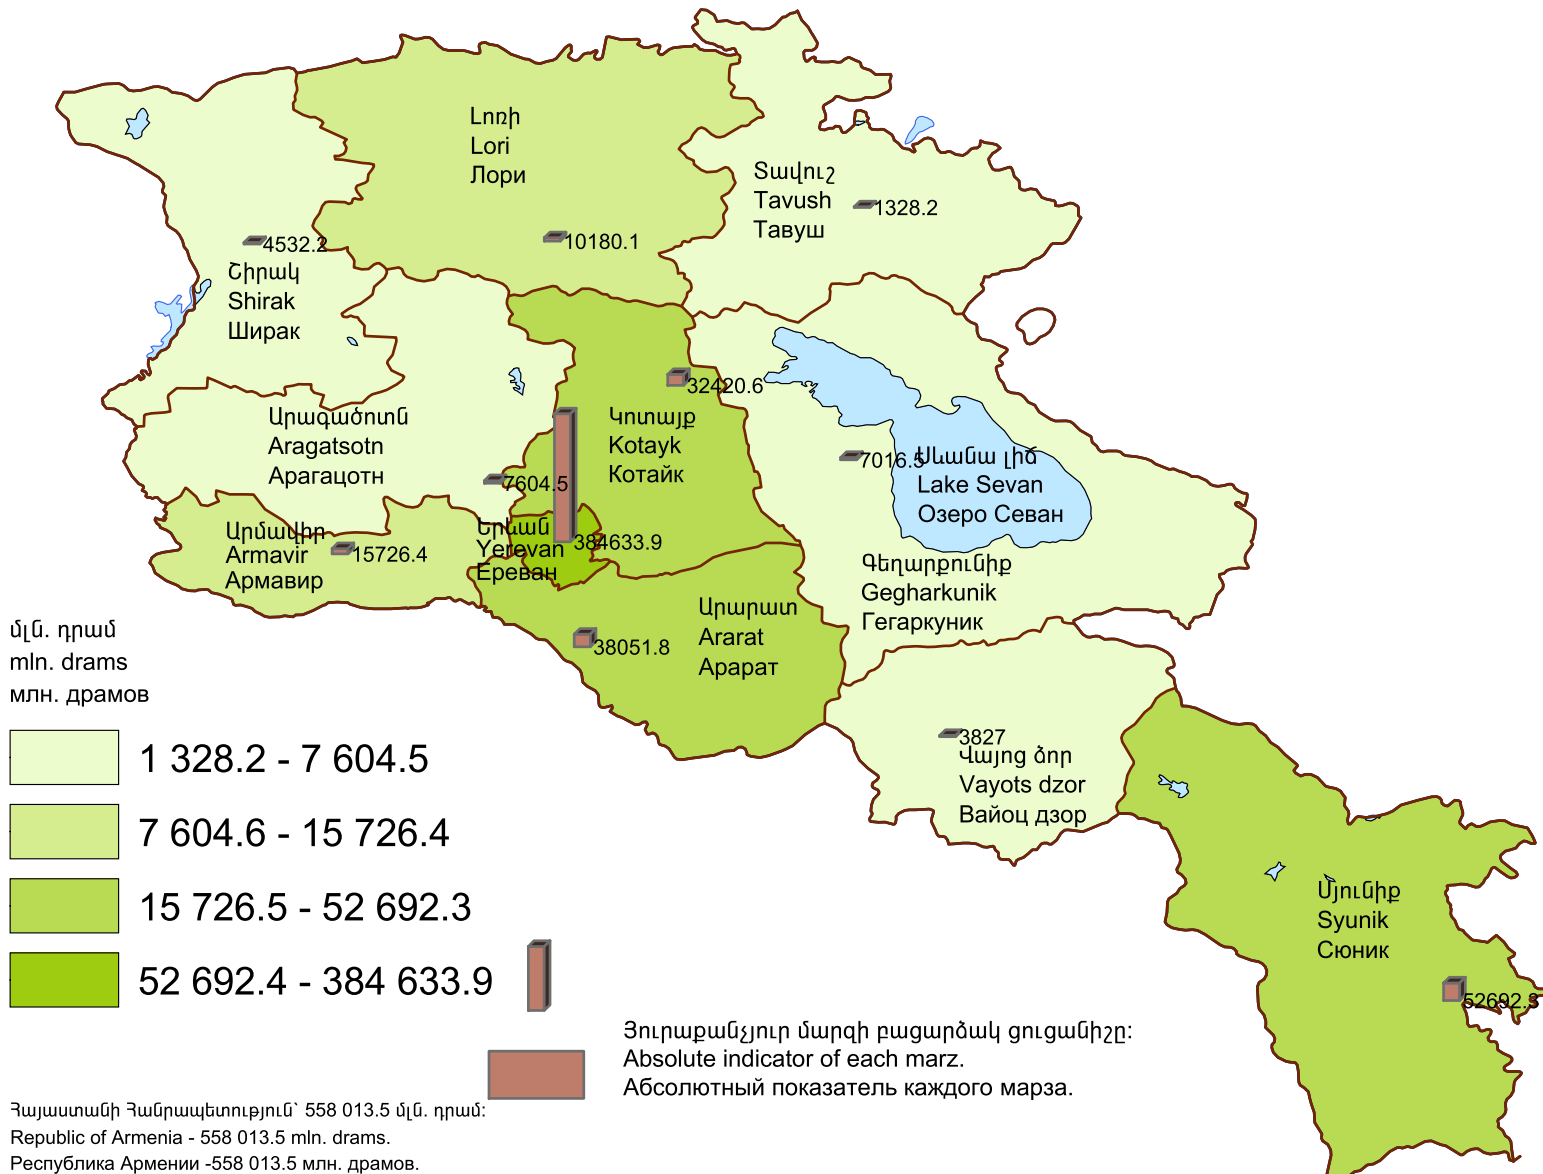 Լոռի
Lori
Лори
Տավուշ
Tavush
Тавуш
1328.2
10180.1
4532.2
Շիրակ
Shirak
Ширак
32420.6
Արագածոտն
Aragatsotn
Арагацотн
Կոտայք
Kotayk
Котайк
7016.5
Սևանա լիճ
Lake Sevan
Озеро Севан
7604.5
Արմավիր
Armavir
Армавир
15726.4
Երևան
Yerevan
Ереван
384633.9
Գեղարքունիք
Gegharkunik
Гегаркуник
Արարատ
Ararat
Арарат
38051.8
մլն. դրամ
mln. drams
млн. драмов
1 328.2 - 7 604.5
7 604.6 - 15 726.4
15 726.5 - 52 692.3
52 692.4 - 384 633.9
3827
Վայոց ձոր
Vayots dzor
Вайоц дзор
Սյունիք
Syunik
Сюник
52692.3
Յուրաքանչյուր մարզի բացարձակ ցուցանիշը:
Absolute indicator of each marz.
Абсолютный показатель каждого марза.
Հայաստանի Հանրապետություն՝ 558 013.5 մլն. դրամ:
Republic of Armenia - 558 013.5 mln. drams.
Республика Армении -558 013.5 млн. драмов.